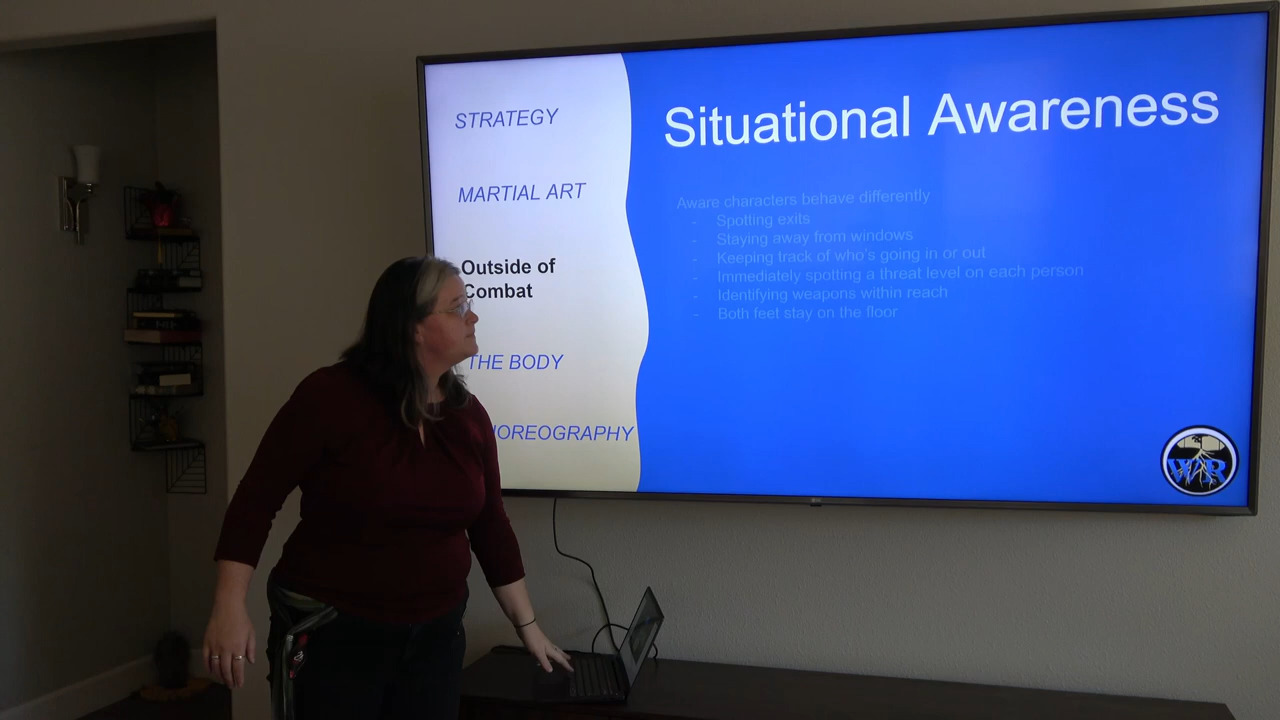 STRATEGY
MARTIAL ART
Outside of
Combat
THE BODY
HOREOGRAPHY
Situational Awareness
Aware characters behave differently
- Spotting exits
- Staying away from windows
- Keeping track of who's going in or out
- Immediately spotting a threat level on each person
- Identifying weapons within reach
- Both feet stay on the floor
WR
LG